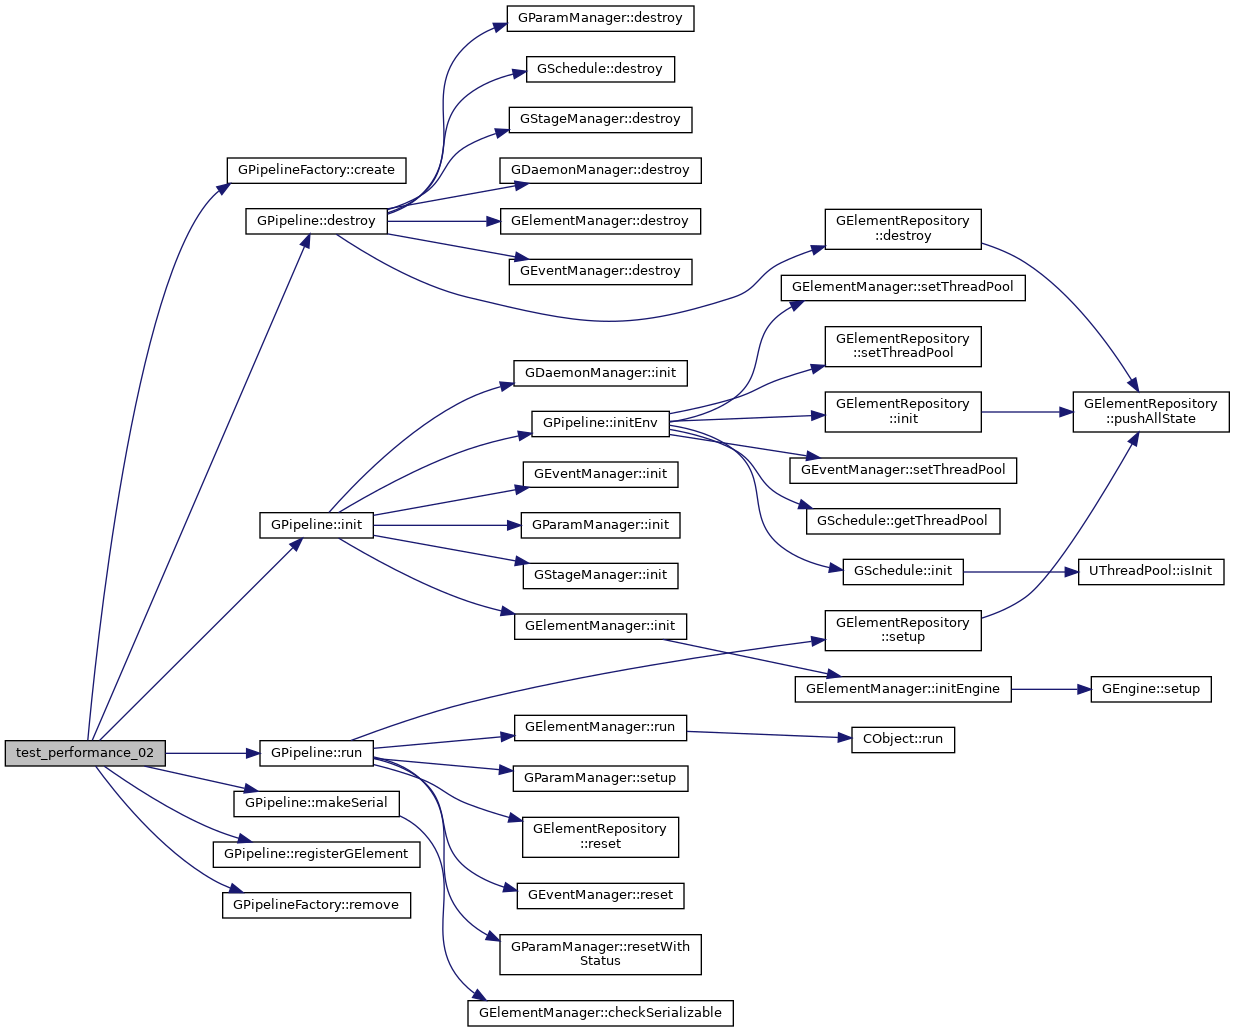 GParamManager::destroy
GSchedule::destroy
GStageManager::destroy
GPipelineFactory::create
GDaemonManager::destroy
GPipeline::destroy
GElementManager::destroy
GElementRepository
::destroy
GEventManager::destroy
GElementManager::setThreadPool
GElementRepository
::setThreadPool
GDaemonManager::init
GPipeline::initEnv
GElementRepository
::init
GElementRepository
::pushAllState
GEventManager::init
GEventManager::setThreadPool
GPipeline::init
GParamManager::init
GSchedule::getThreadPool
GStageManager::init
GSchedule::init
UThreadPool::isInit
GElementManager::init
GElementRepository
::setup
GElementManager::initEngine
GEngine::setup
test_performance_02
GPipeline::run
GElementManager::run
CObject::run
GParamManager::setup
GPipeline::makeSerial
GElementRepository
::reset
GPipeline::registerGElement
GEventManager::reset
GPipelineFactory::remove
GParamManager::resetWith
Status
GElementManager::checkSerializable